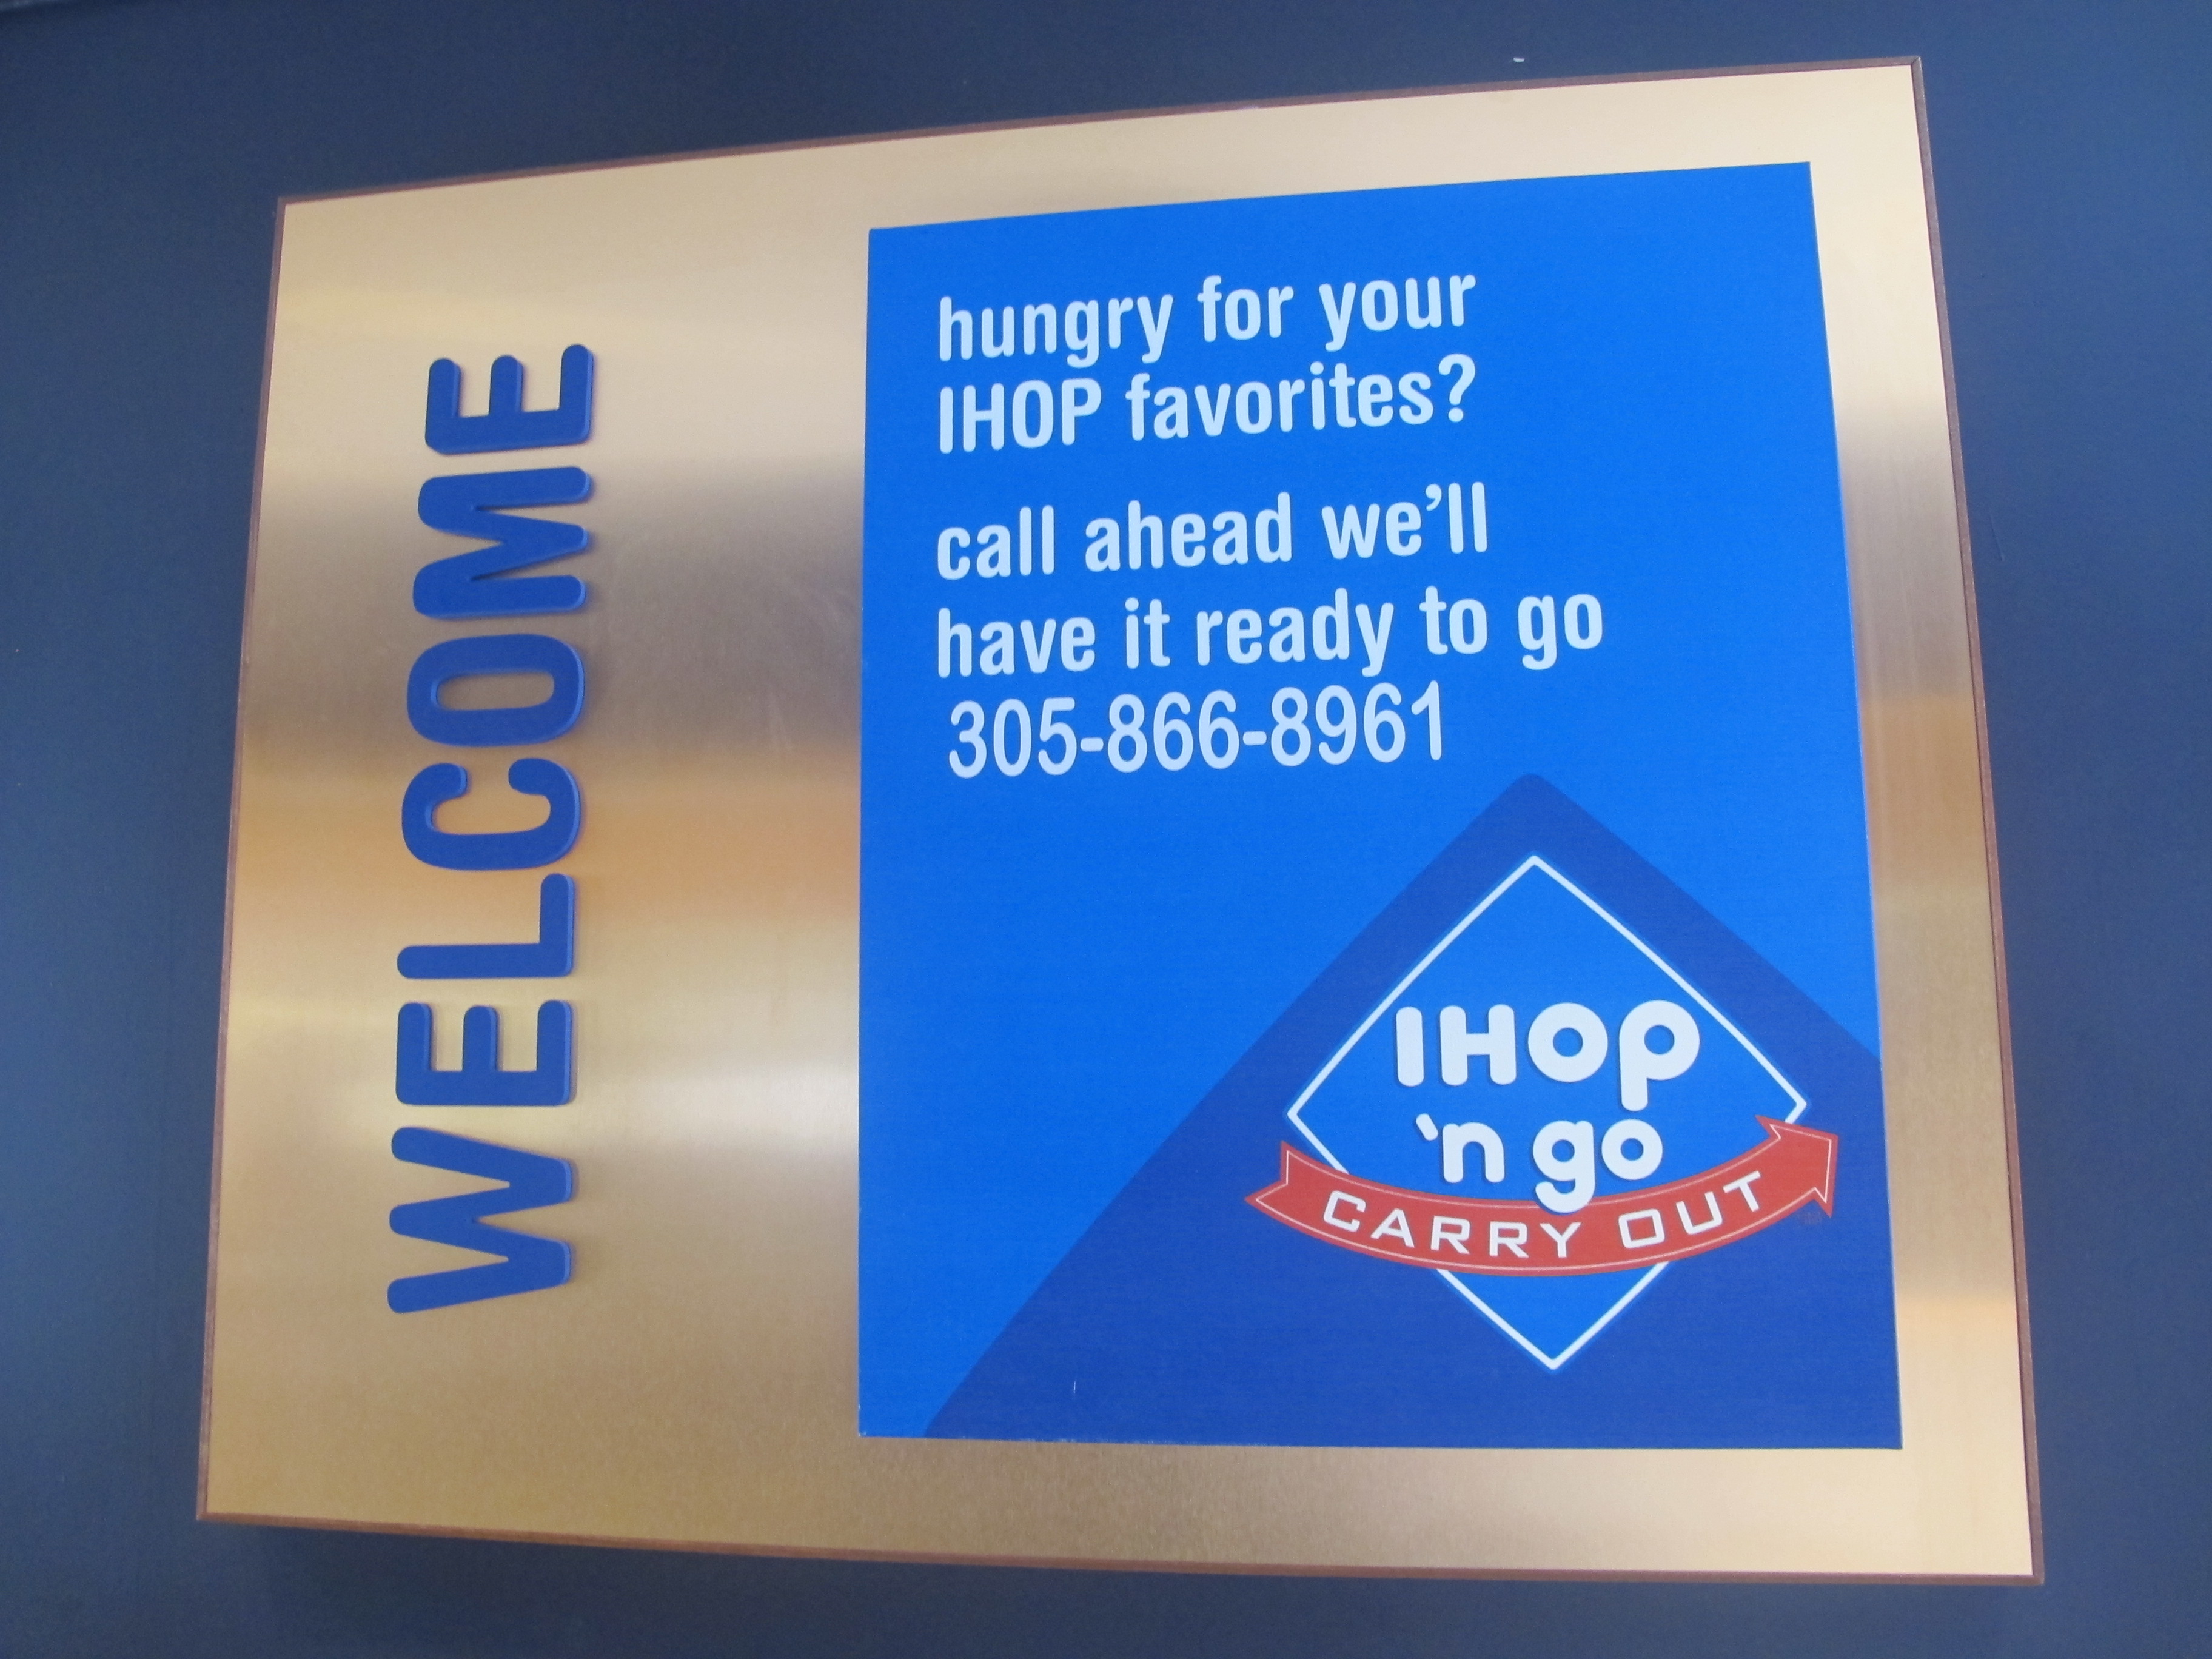 WELCOME
hungry for your
IHOP favorites?
call ahead we'll
have it ready to go
305-866-8961
IHOP
'n go
CARRY OUT